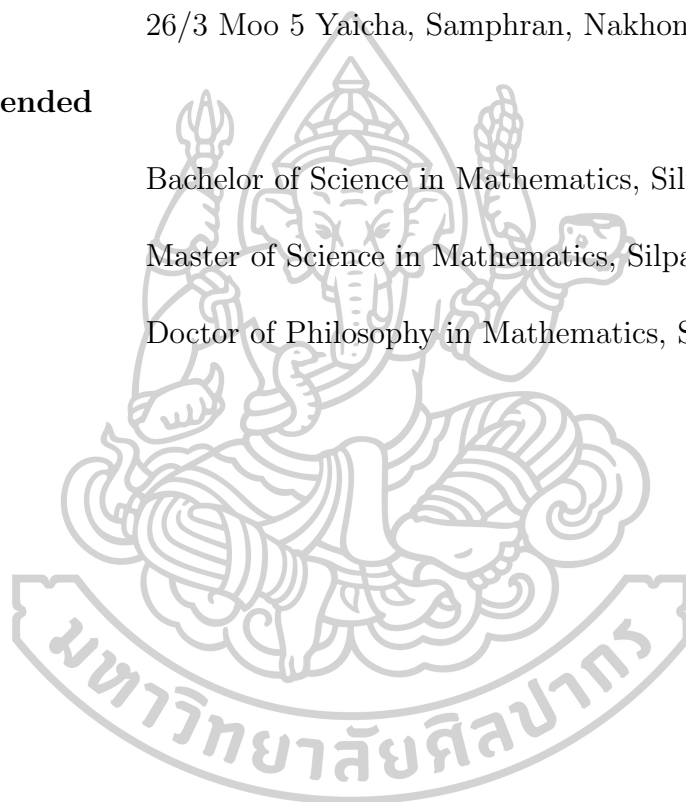 26/3 Moo 5 Yaicha, Samphran, Nakhon
ended
Bachelor of Science in Mathematics, Sil
Master of Science in Mathematics, Silpa
Doctor of Philosophy in Mathematics, S
มหาวิทยาลัยศิลปากร